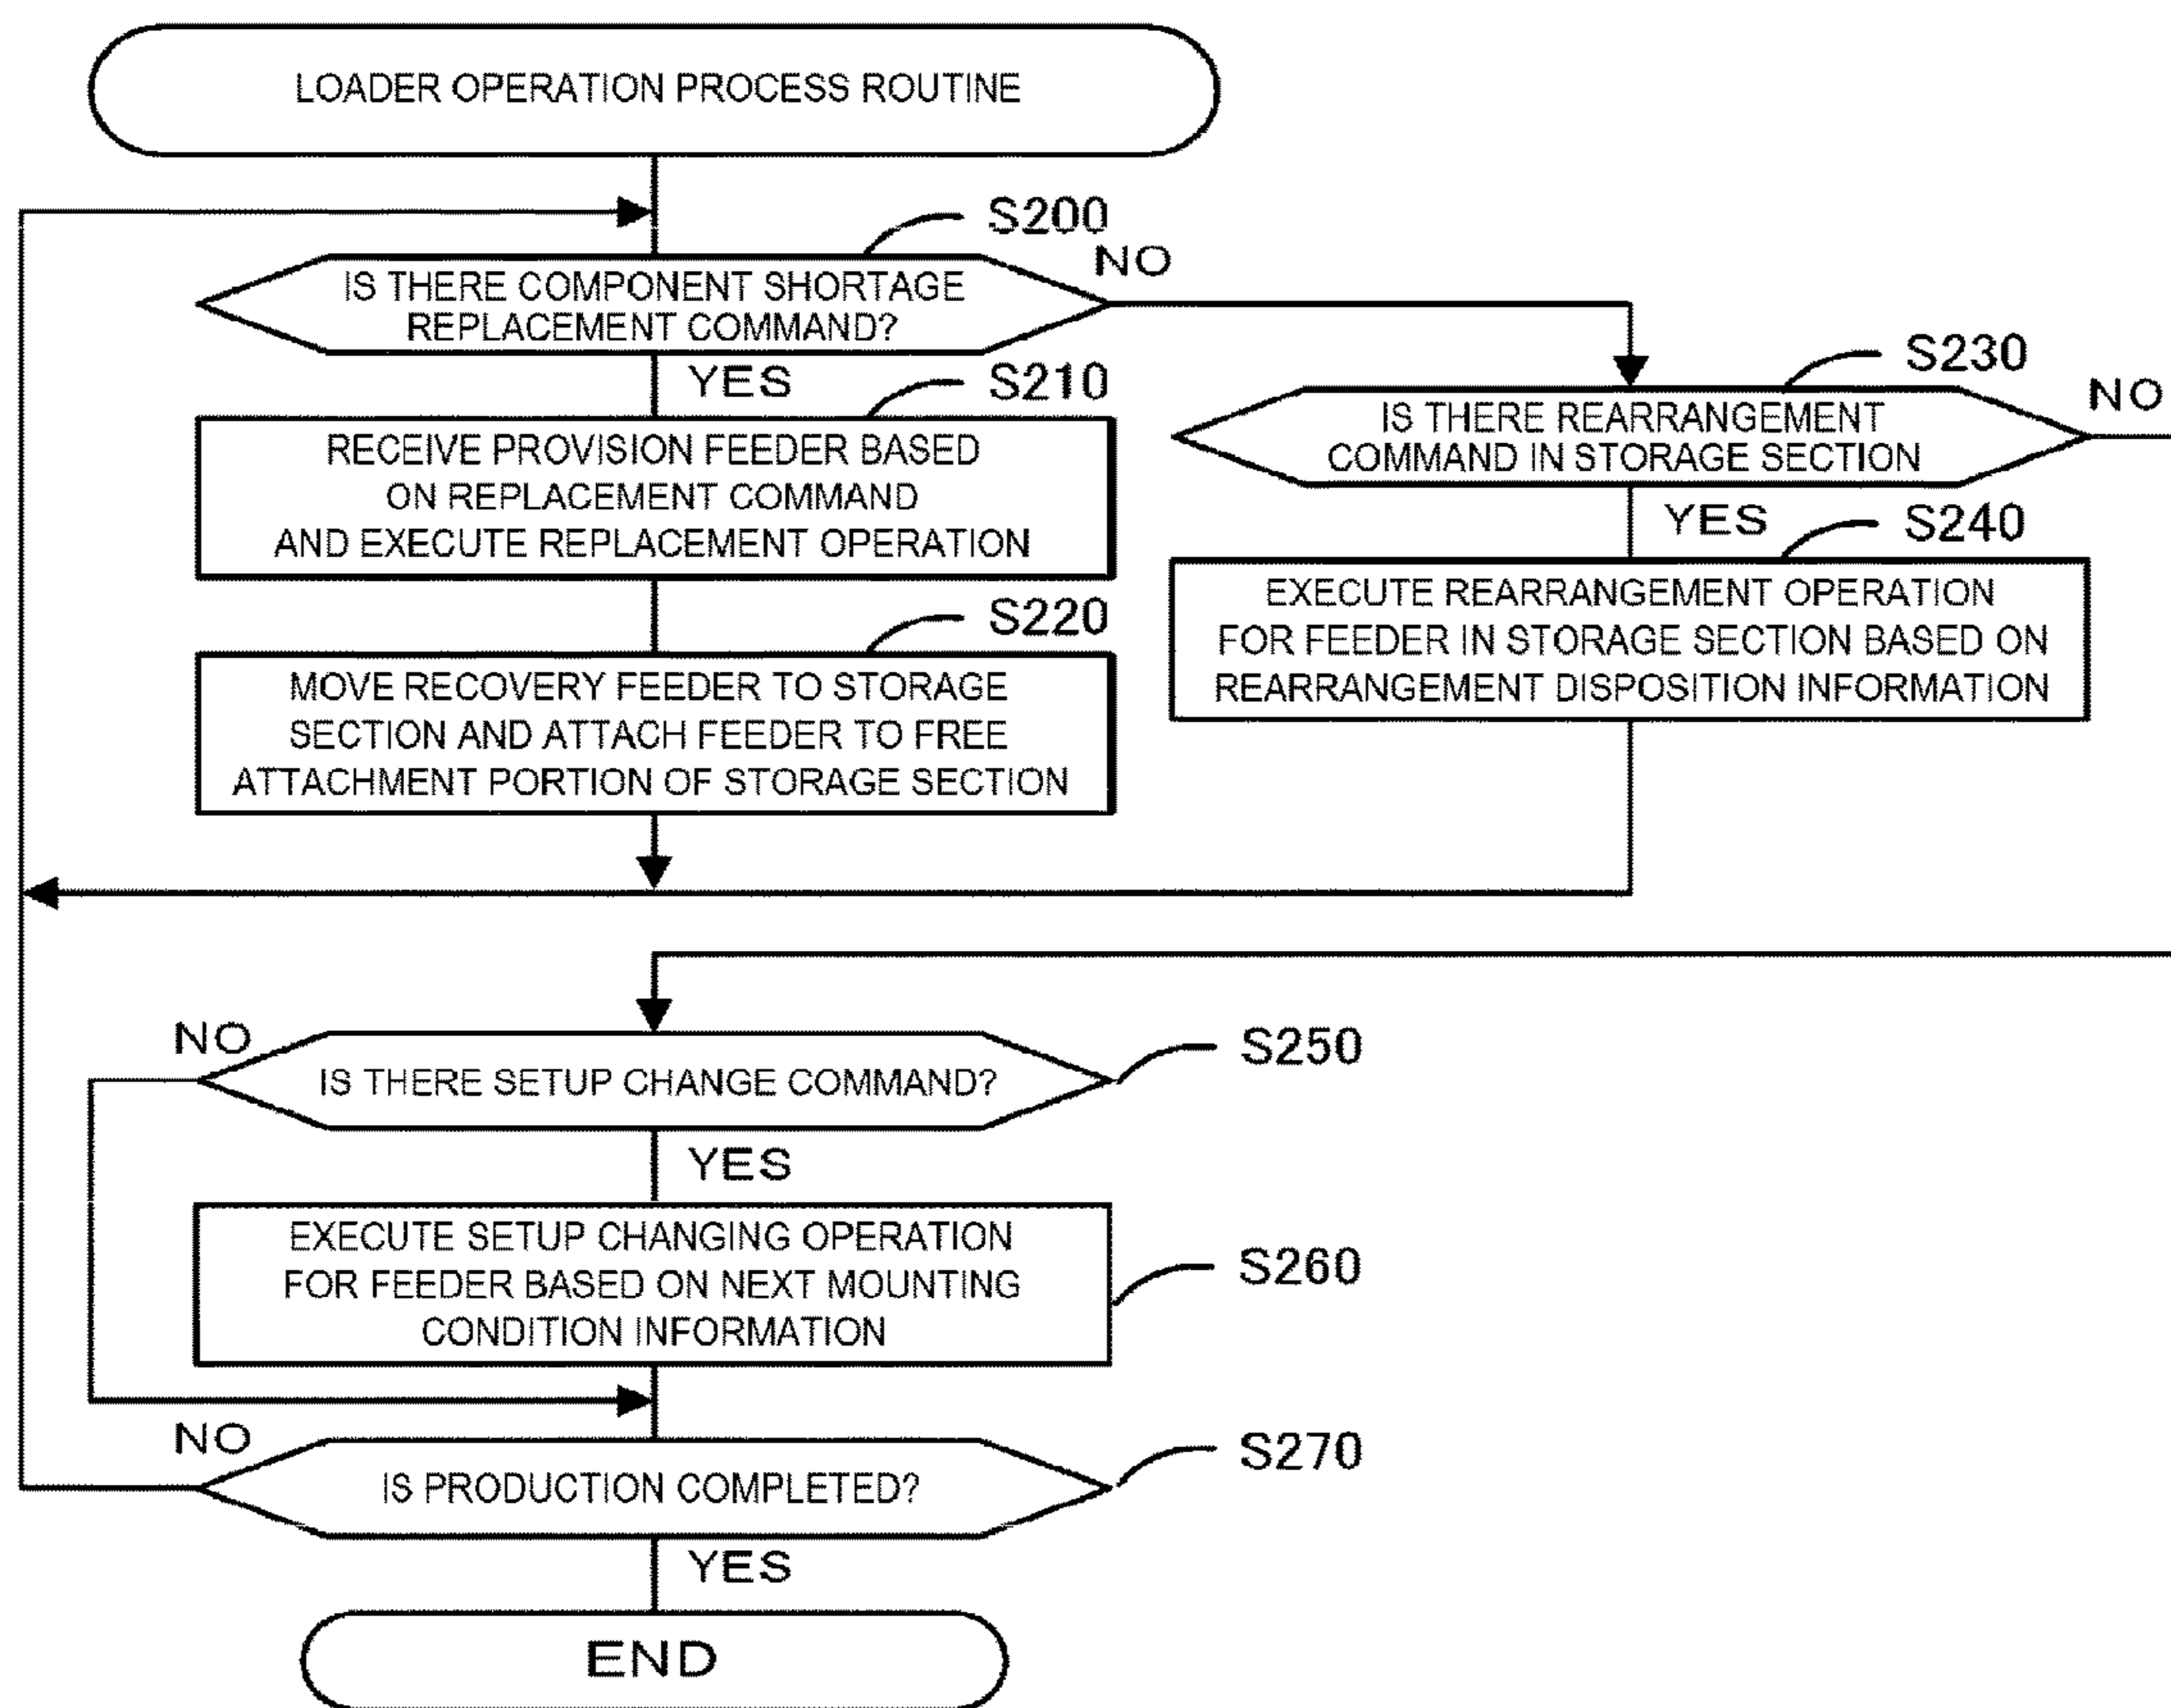 LOADER OPERATION PROCESS ROUTINE
S200
IS THERE COMPONENT SHORTAGE
REPLACEMENT COMMAND?
NO
YES
S210
RECEIVE PROVISION FEEDER BASED
ON REPLACEMENT COMMAND
AND EXECUTE REPLACEMENT OPERATION
S220
MOVE RECOVERY FEEDER TO STORAGE
SECTION AND ATTACH FEEDER TO FREE
ATTACHMENT PORTION OF STORAGE SECTION
S230
IS THERE REARRANGEMENT
COMMAND IN STORAGE SECTION
NO
YES
S240
EXECUTE REARRANGEMENT OPERATION
FOR FEEDER IN STORAGE SECTION BASED ON
REARRANGEMENT DISPOSITION INFORMATION
NO
S250
IS THERE SETUP CHANGE COMMAND?
YES
EXECUTE SETUP CHANGING OPERATION
FOR FEEDER BASED ON NEXT MOUNTING
CONDITION INFORMATION
S260
NO
S270
IS PRODUCTION COMPLETED?
YES
END